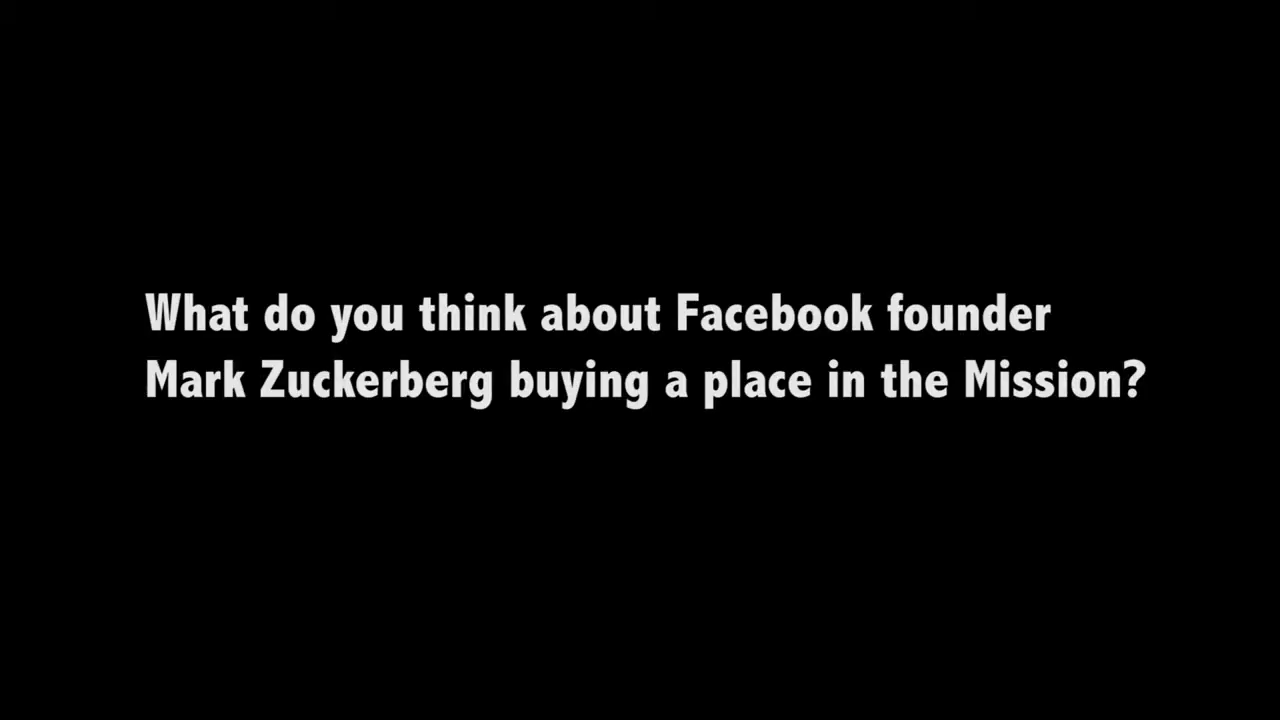 What do you think about Facebook founder
Mark Zuckerberg buying a place in the Mission?